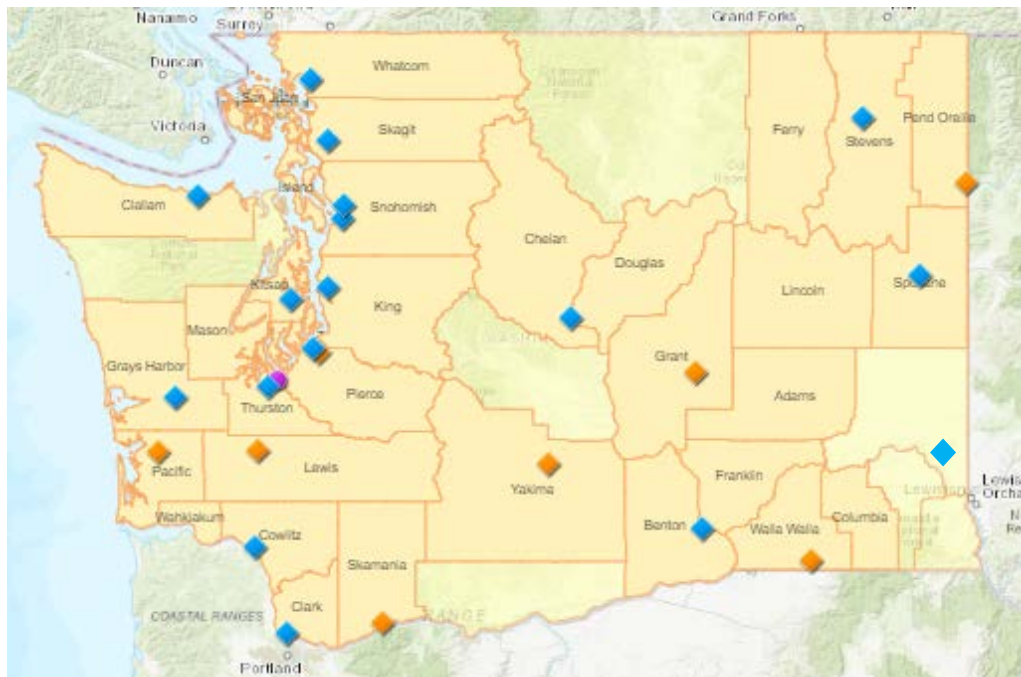 Nanaimo
Surrey
Grand Forks
Duncan
Whatcom
San Juan
Victoria
Skagit
Ferry
Pend Oreille
Stevens
Island
Clallam
Snohomish
Chelan
Douglas
Kitsap
Spokane
Lincoln
King
Mason
Grays Harbor
Grant
Pierce
Adams
Thurston
Pacific
Lewis
Yakima
Franklin
Lewis
Orcha
Wahkiakum
Cowlitz
Benton
Walla Walla
Columbia
Skamania
Clark
COASTAL RANGES
RANGE
Portland